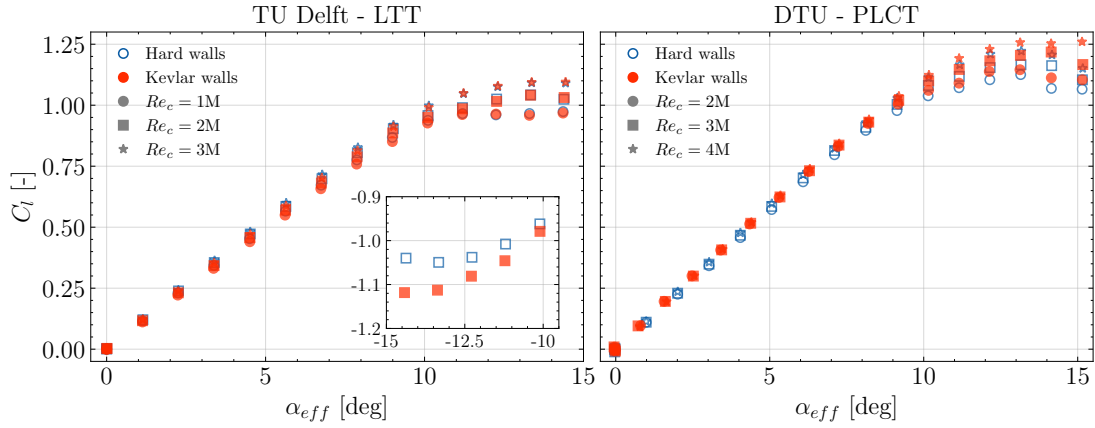 TU Delft - LTT
DTU - PLCT
C_l [-]
1.25
1.00
0.75
0.50
0.25
0.00
Hard walls
Kevlar walls
Re_c = 1M
Re_c = 2M
Re_c = 3M
-0.9
-1.0
-1.1
-1.2
-15
-12.5
-10
0
5
10
15
α_eff [deg]
Hard walls
Kevlar walls
Re_c = 2M
Re_c = 3M
Re_c = 4M
0
5
10
15
α_eff [deg]